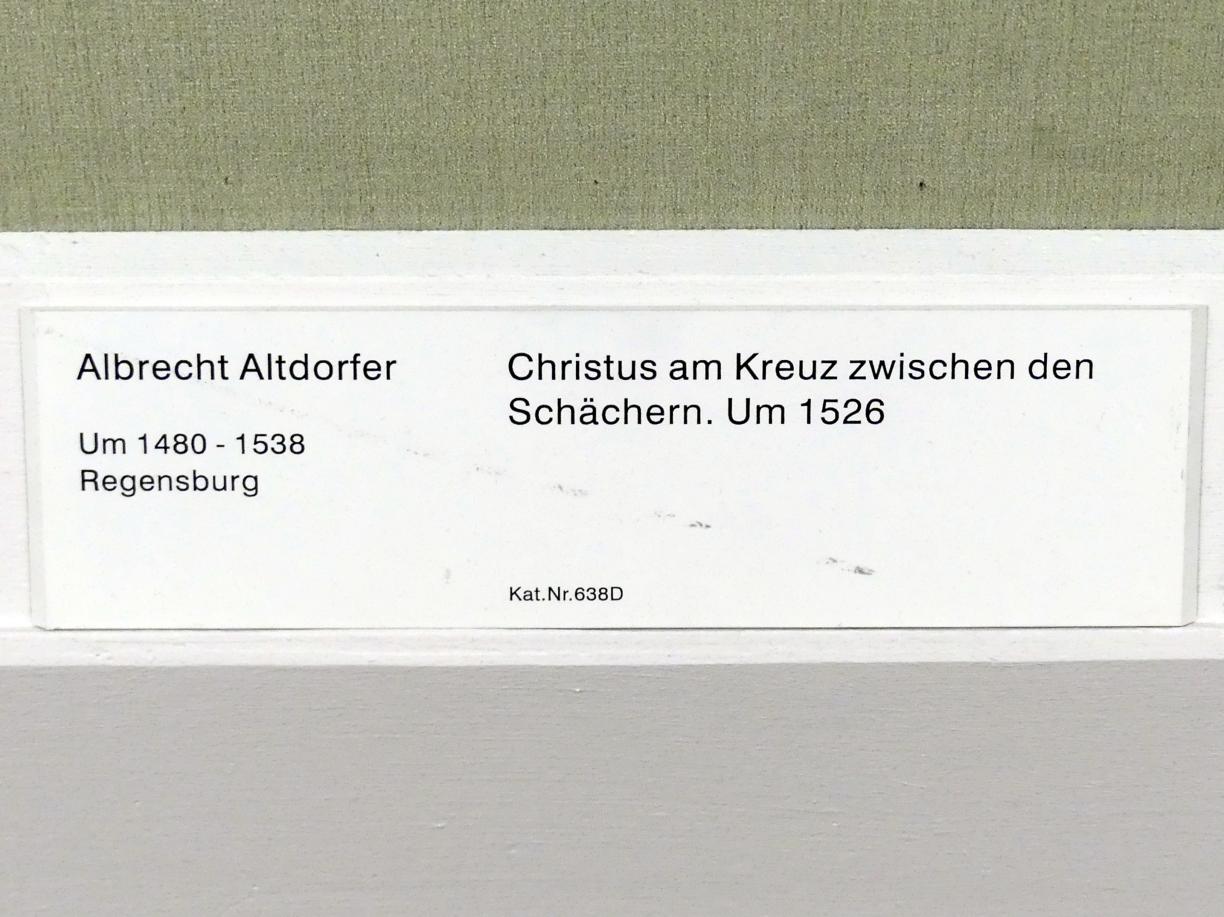 Albrecht Altdorfer
Um 1480 - 1538
Regensburg
Christus am Kreuz zwischen den
Schächern. Um 1526
Kat.Nr.638D